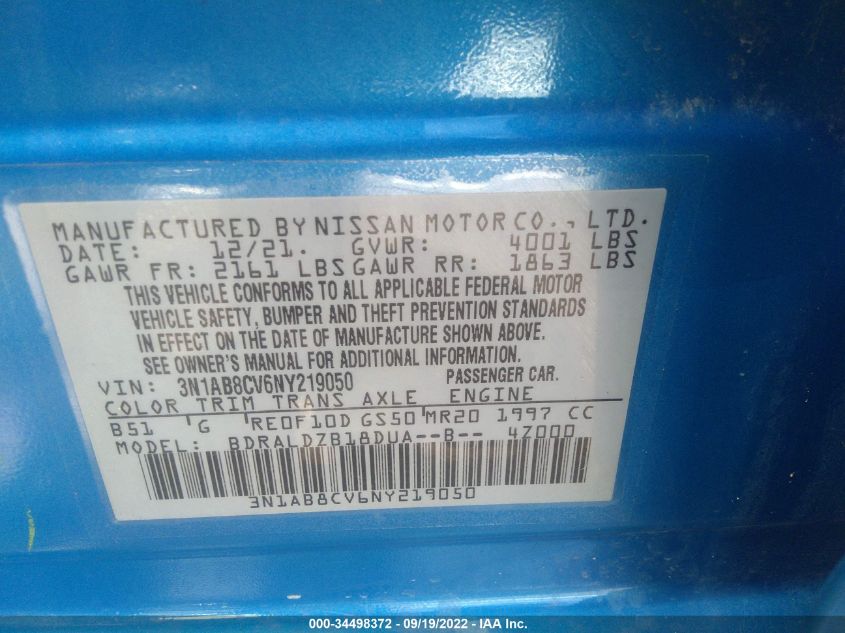 MANUFACTURED BY NISSAN MOTOR CO., LTD.
DATE: 12/21. GVWR: 4001 LBS
GAWR FR: 2161 LBS GAWR RR: 1863 LBS
THIS VEHICLE CONFORMS TO ALL APPLICABLE FEDERAL MOTOR
VEHICLE SAFETY, BUMPER AND THEFT PREVENTION STANDARDS
IN EFFECT ON THE DATE OF MANUFACTURE SHOWN ABOVE.
SEE OWNER'S MANUAL FOR ADDITIONAL INFORMATION.
VIN: 3N1AB8CV6NY219050 PASSENGER CAR.
COLOR TRIM TRANS AXLE ENGINE
B51 G RE0F10D GS50 MR20 1997 CC
MODEL: BDRALDZB18DUA--B-- 4Z000
3N1AB8CV6NY219050
000-34498372 - 09/19/2022 - IAA Inc.